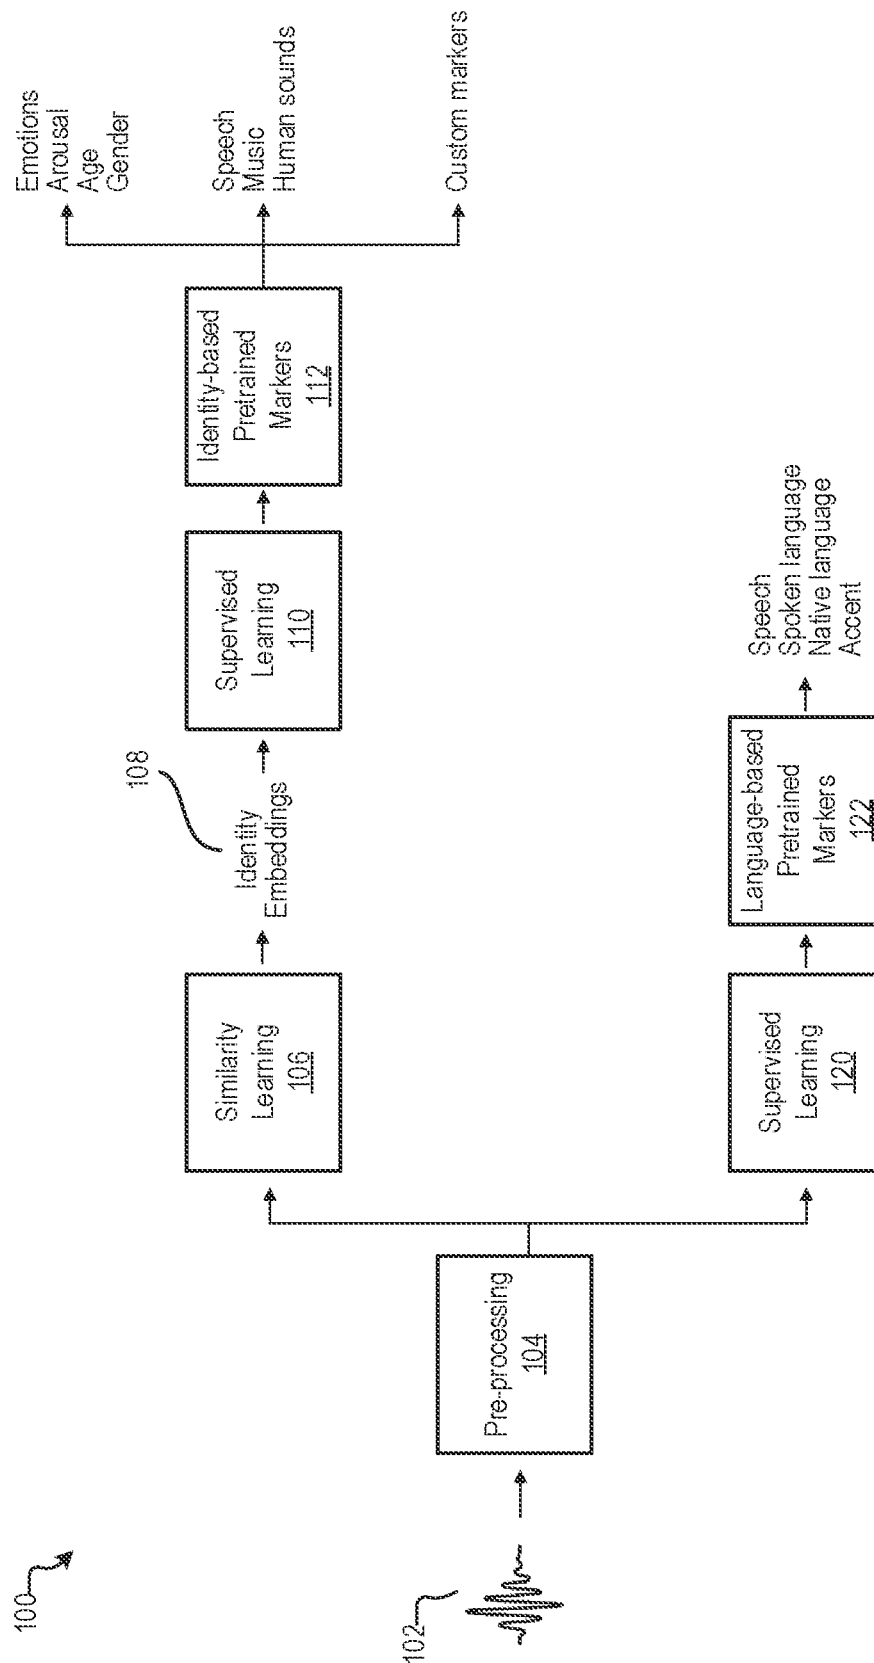 100
102
Pre-processing
104
Similarity
Learning
106
108
Identity
Embeddings
Supervised
Learning
110
Identity-based
Pretrained
Markers
112
Emotions
Arousal
Age
Gender
Speech
Music
Human sounds
Custom markers
Supervised
Learning
120
Language-based
Pretrained
Markers
122
Speech
Spoken language
Native language
Accent